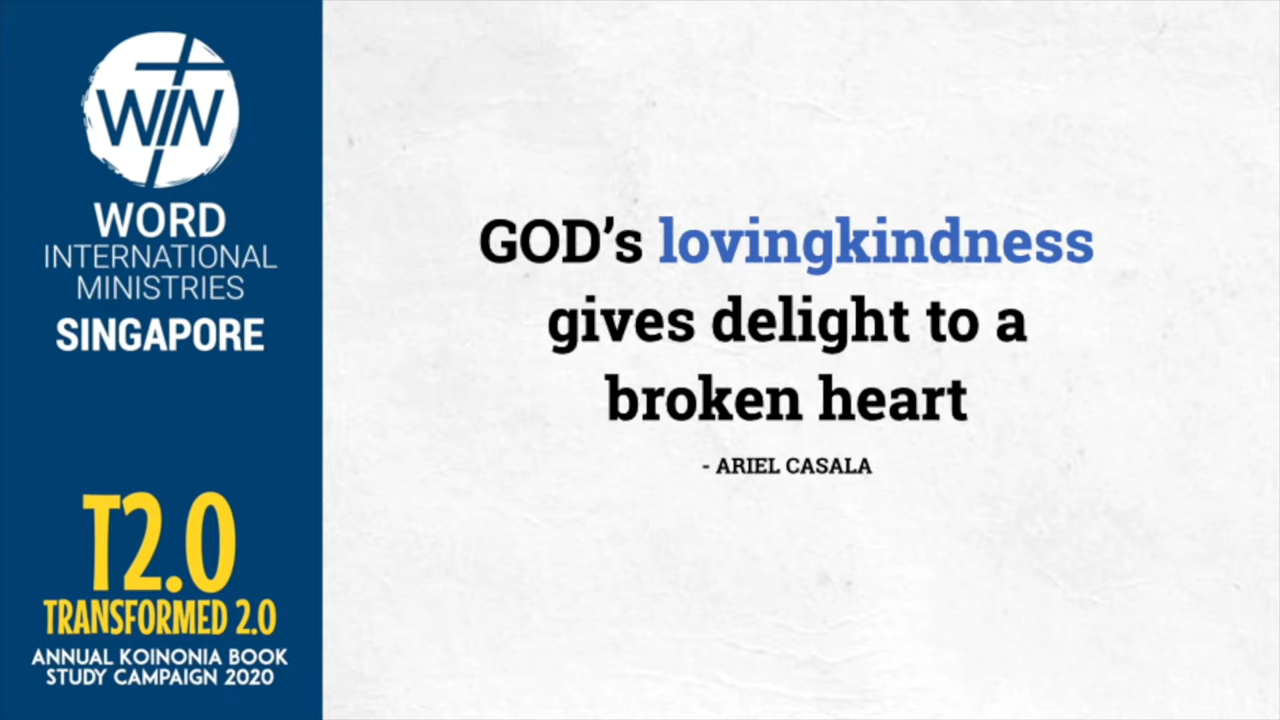 WIN
WORD
INTERNATIONAL
MINISTRIES
SINGAPORE
T2.0
TRANSFORMED 2.0
ANNUAL KOINONIA BOOK
STUDY CAMPAIGN 2020
GOD’s lovingkindness
gives delight to a
broken heart
- ARIEL CASALA